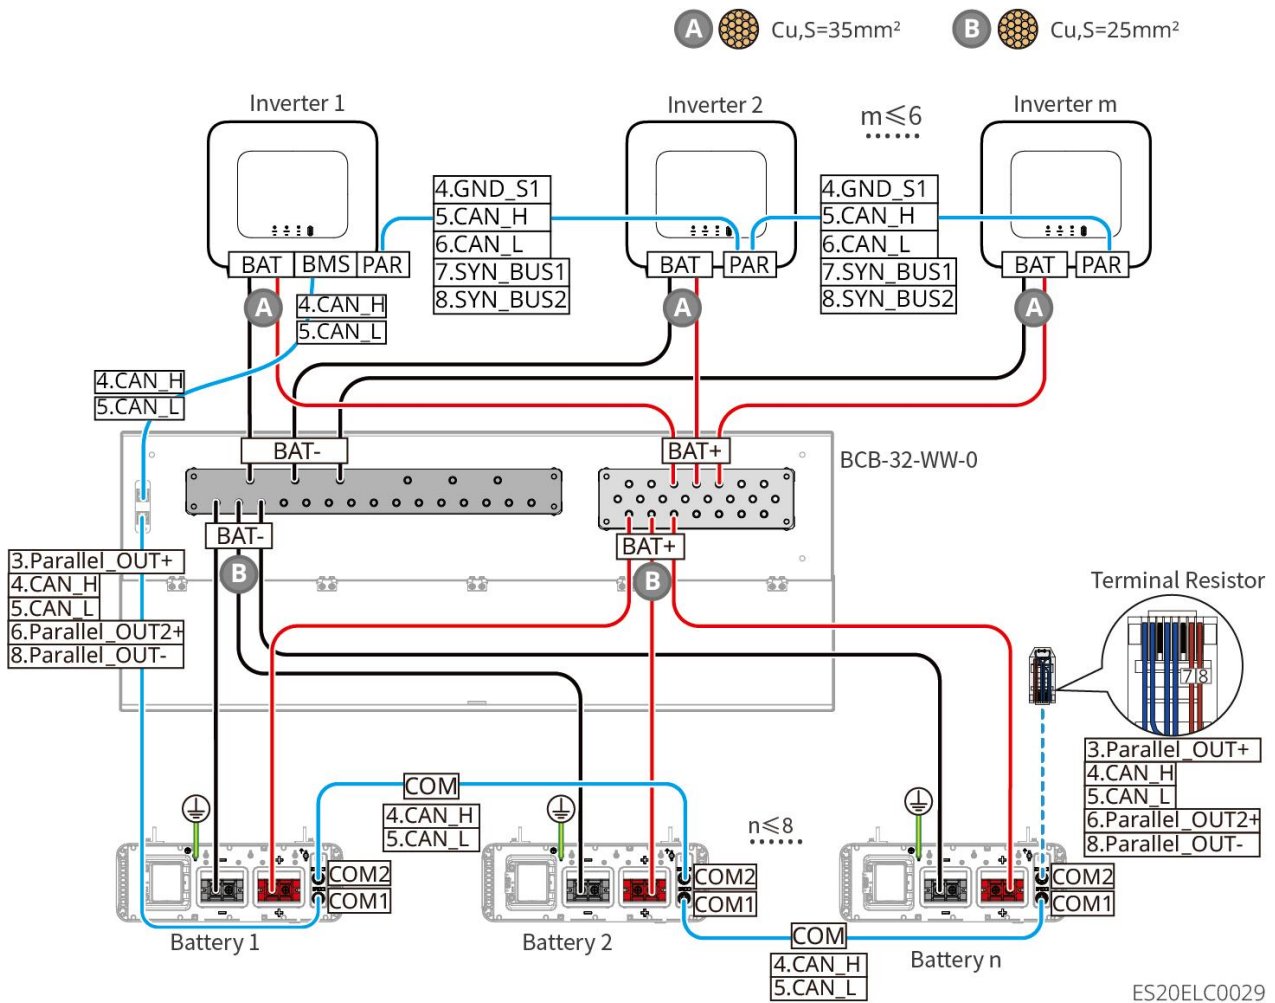 A Cu,S=35mm² B Cu,S=25mm²
Inverter 1
Inverter 2
m≤6
Inverter m
4.GND_S1
5.CAN_H
6.CAN_L
7.SYN_BUS1
8.SYN_BUS2
4.GND_S1
5.CAN_H
6.CAN_L
7.SYN_BUS1
8.SYN_BUS2
BAT BMS PAR
BAT PAR
BAT PAR
A
A
A
4.CAN_H
5.CAN_L
4.CAN_H
5.CAN_L
BAT-
BAT+
BCB-32-WW-0
BAT-
BAT+
B
B
3.Parallel_OUT+
4.CAN_H
5.CAN_L
6.Parallel_OUT2+
8.Parallel_OUT-
Terminal Resistor
7 8
3.Parallel_OUT+
4.CAN_H
5.CAN_L
6.Parallel_OUT2+
8.Parallel_OUT-
COM
4.CAN_H
5.CAN_L
n≤8
COM2
COM1
COM2
COM1
COM2
COM1
Battery 1
Battery 2
COM
4.CAN_H
5.CAN_L
Battery n
ES20ELC0029